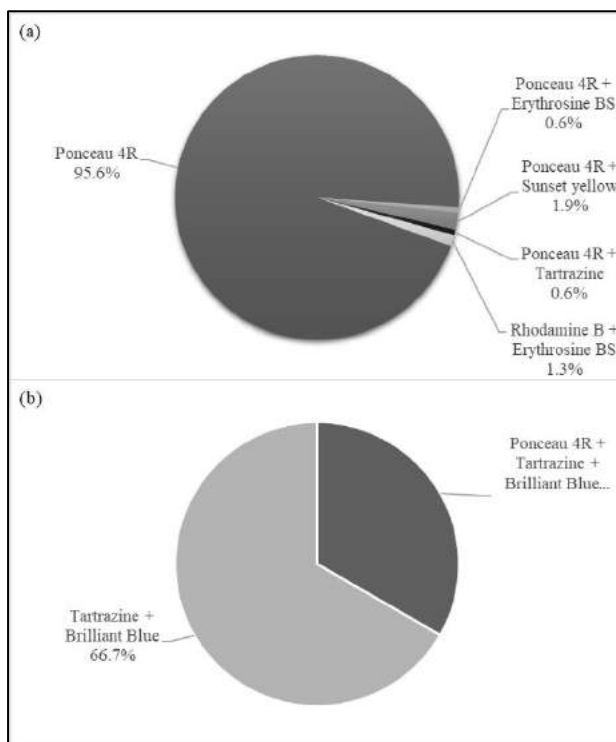 (a)
Ponceau 4R +
Erythrosine BS
0.6%
Ponceau 4R
95.6%
Ponceau 4R +
Sunset yellow
1.9%
Ponceau 4R +
Tartrazine
0.6%
Rhodamine B +
Erythrosine BS
1.3%
(b)
Ponceau 4R +
Tartrazine +
Brilliant Blue...
Tartrazine +
Brilliant Blue
66.7%